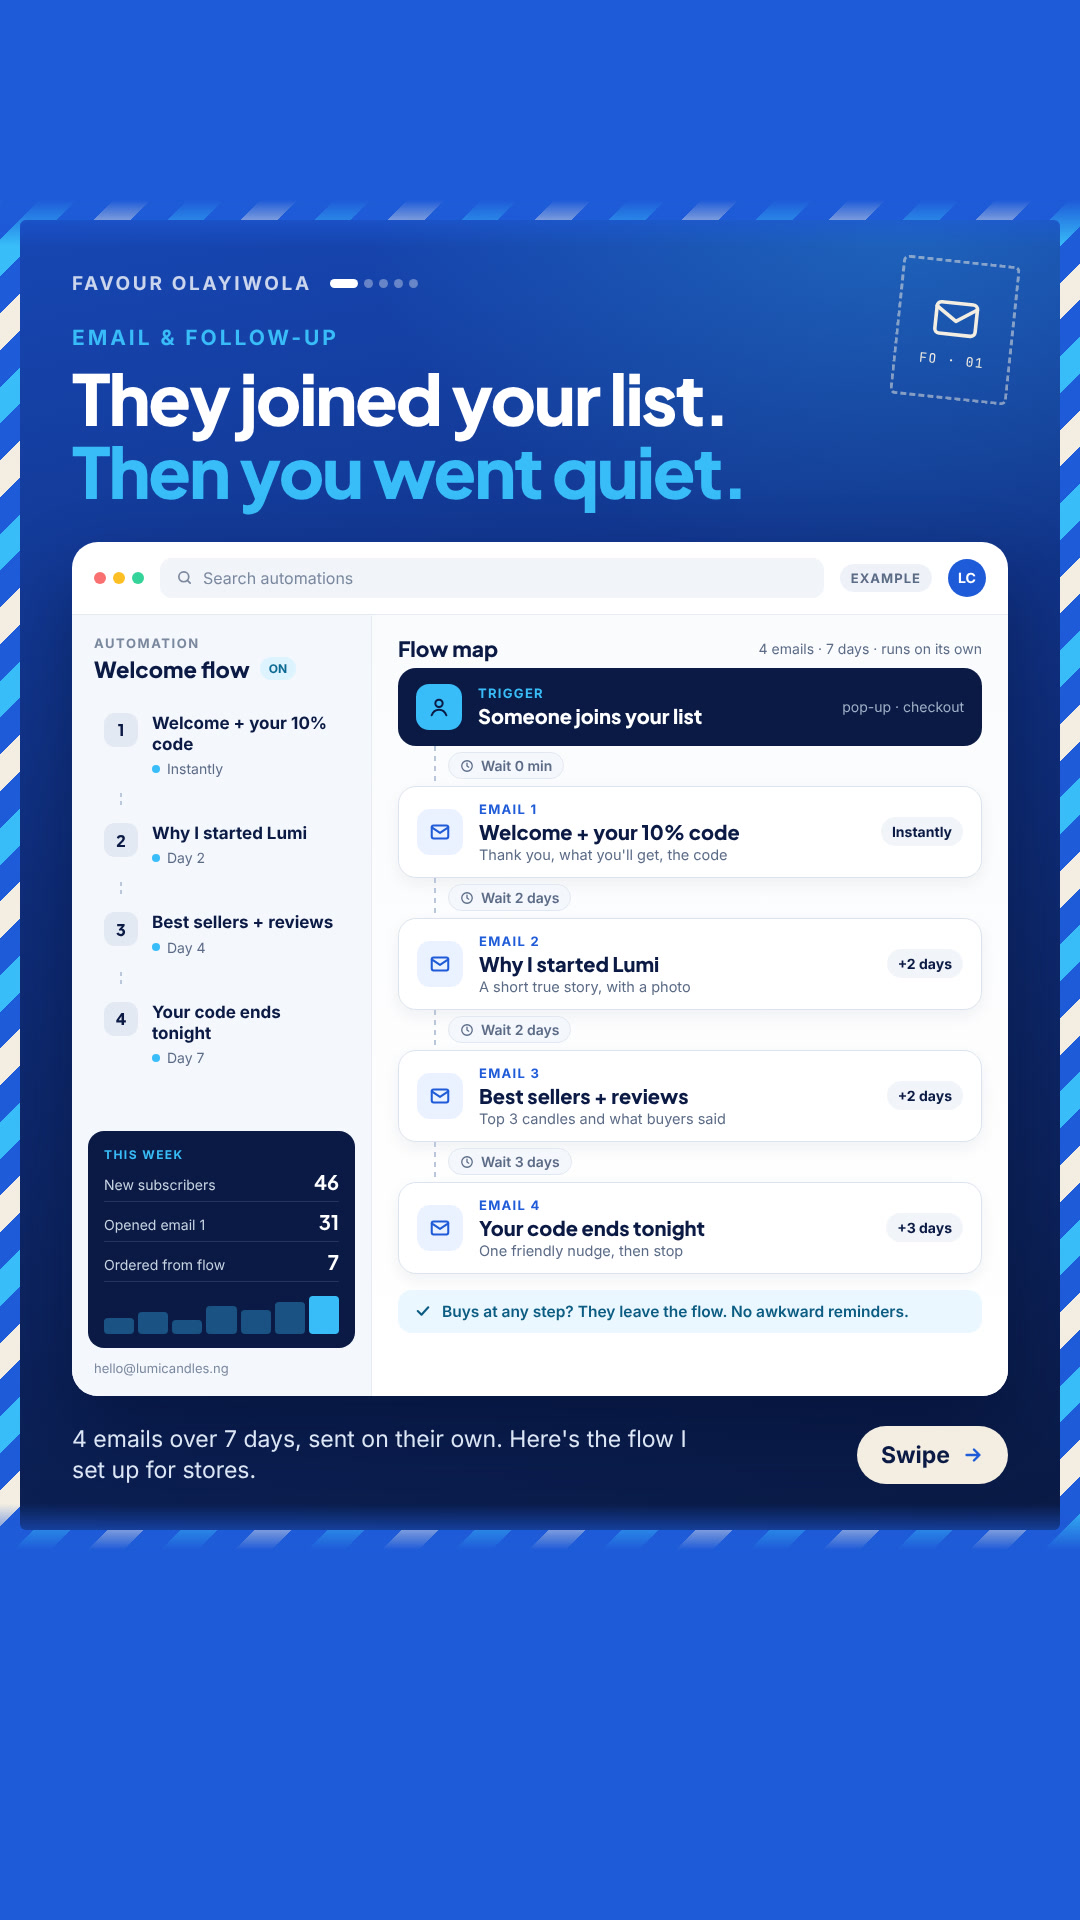 FAVOUR OLAYIWOLA
FO · 01
EMAIL & FOLLOW-UP
They joined your list.
Then you went quiet.
Search automations
EXAMPLE
LC
AUTOMATION
Welcome flow
ON
1
Welcome + your 10%
code
Instantly
2
Why I started Lumi
Day 2
3
Best sellers + reviews
Day 4
4
Your code ends
tonight
Day 7
THIS WEEK
New subscribers 46
Opened email 1 31
Ordered from flow 7
hello@lumicandles.ng
Flow map
4 emails · 7 days · runs on its own
TRIGGER
Someone joins your list
pop-up · checkout
Wait 0 min
EMAIL 1
Welcome + your 10% code
Thank you, what you'll get, the code
Instantly
Wait 2 days
EMAIL 2
Why I started Lumi
A short true story, with a photo
+2 days
Wait 2 days
EMAIL 3
Best sellers + reviews
Top 3 candles and what buyers said
+2 days
Wait 3 days
EMAIL 4
Your code ends tonight
One friendly nudge, then stop
+3 days
Buys at any step? They leave the flow. No awkward reminders.
4 emails over 7 days, sent on their own. Here's the flow I
set up for stores.
Swipe